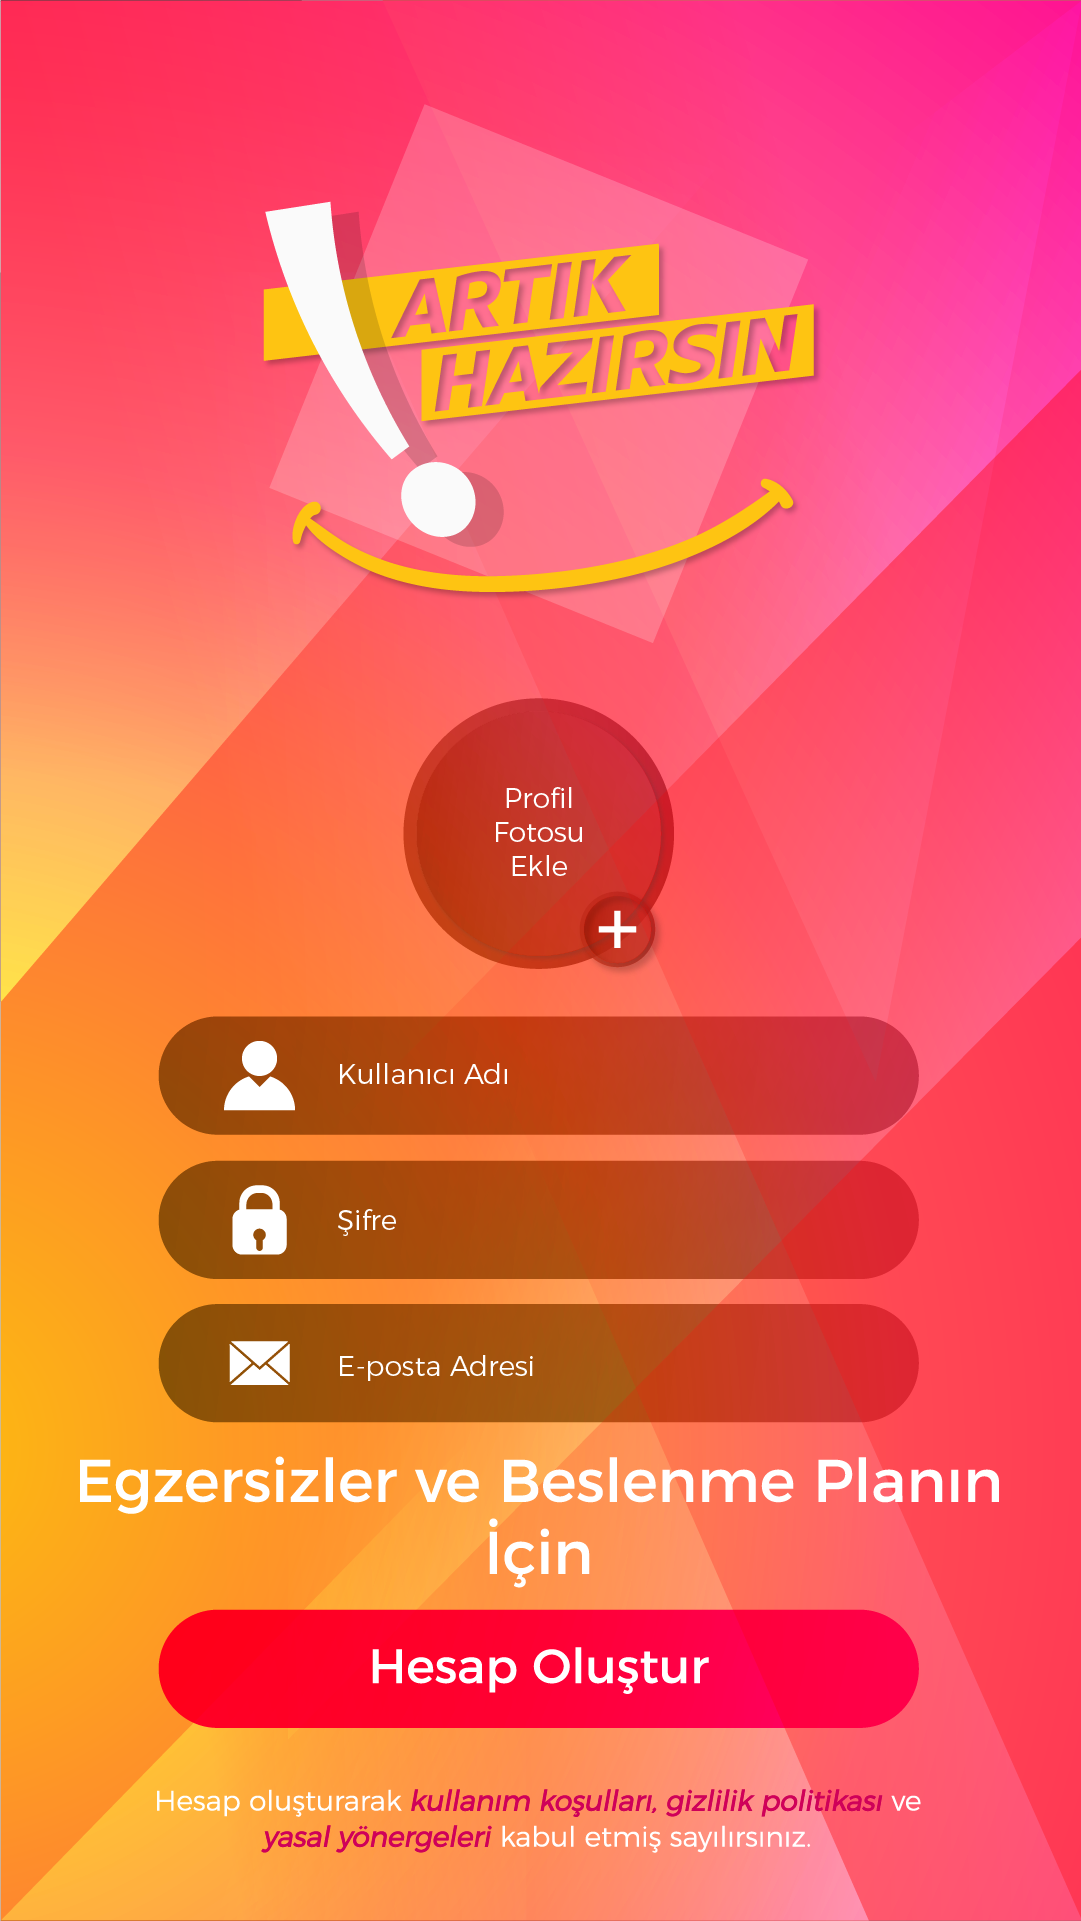 ARTIK
HAZIRSIN
Profil
Fotosu
Ekle
Kullanıcı Adı
Şifre
E-posta Adresi
Egzersizler ve Beslenme Planın
İçin
Hesap Oluştur
Hesap oluşturarak kullanım koşulları, gizlilik politikası ve
yasal yönergeleri kabul etmiş sayılırsınız.